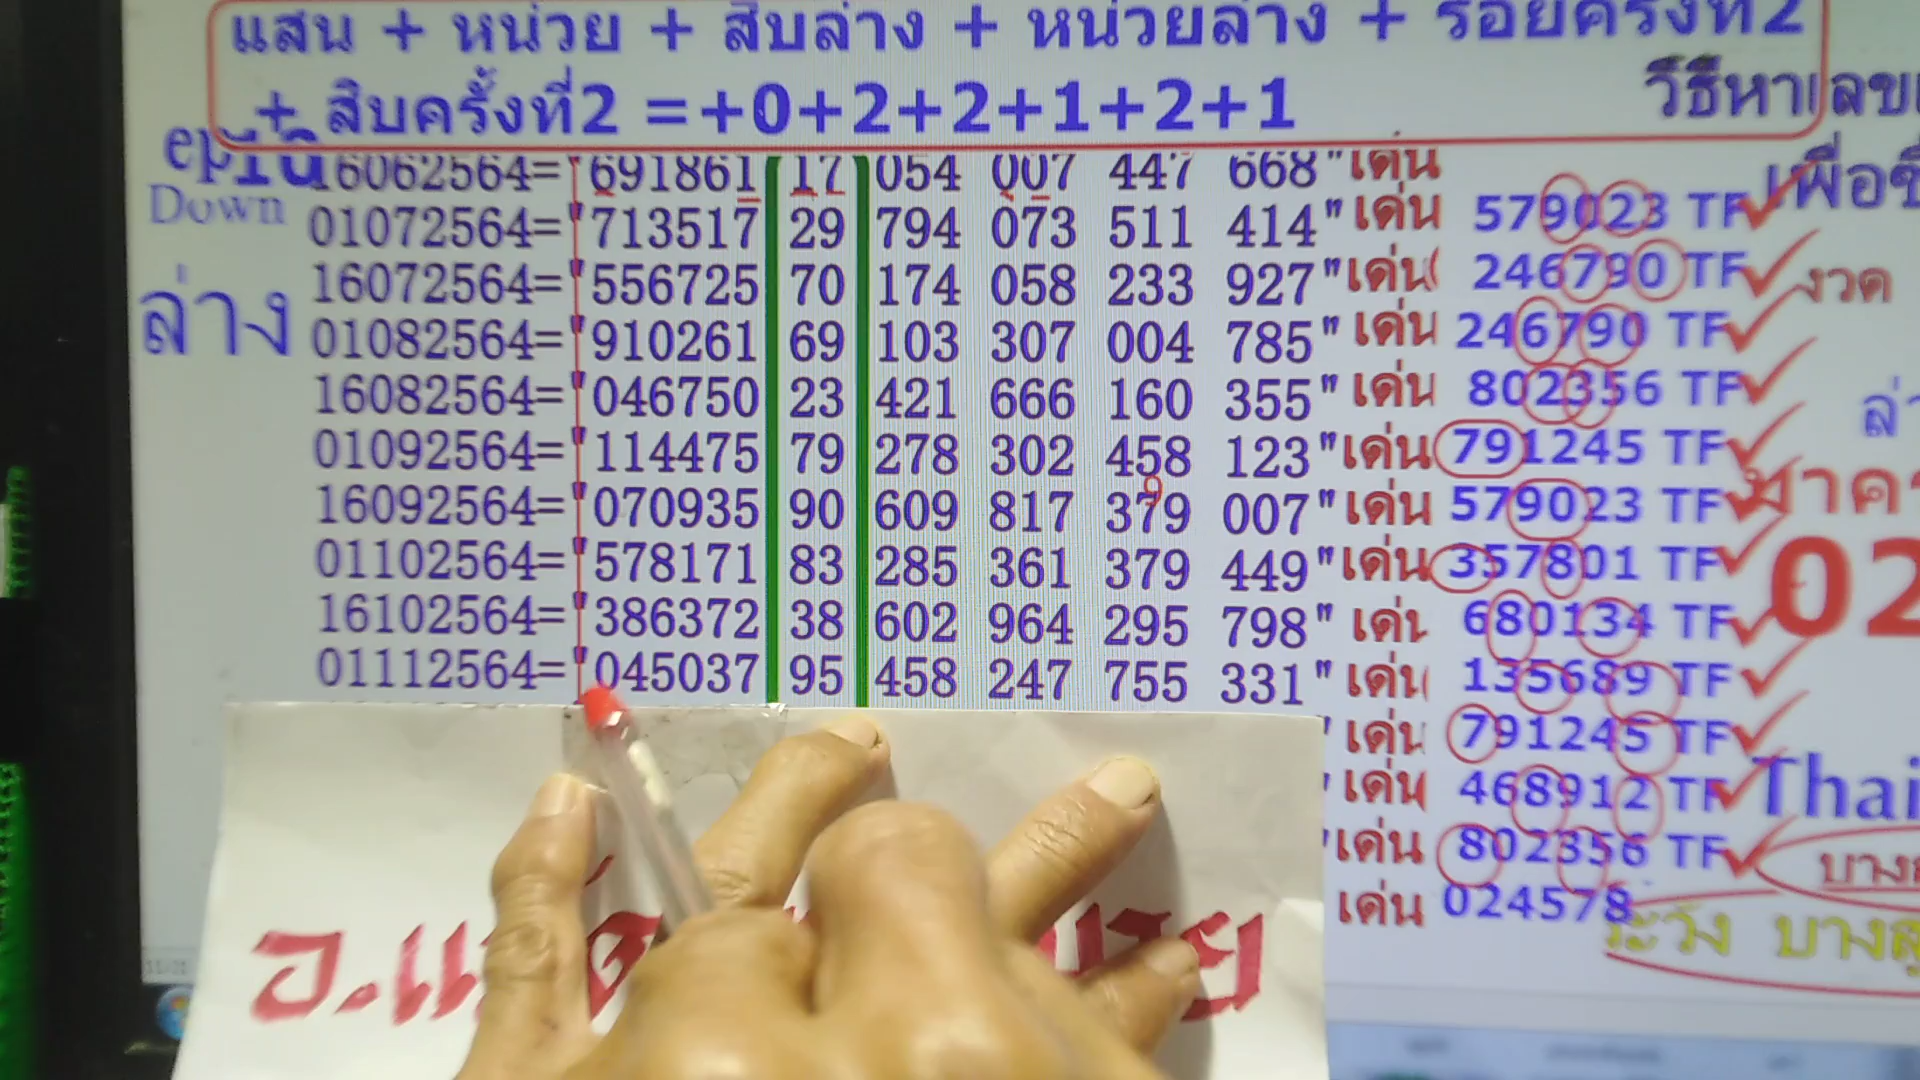 แสน + หน่วย + สิบล่าง + หน่วยล่าง + ร้อยครั้งที่2
+ สิบครั้งที่2 =+0+2+2+1+2+1
วิธีหาเลขเ
เพื่อช
Down
ล่าง
16062564= "691861 17 054 007 447 668" เด่น
01072564= "713517 29 794 073 511 414" เด่น 579023 TF
16072564= "556725 70 174 058 233 927" เด่น 246790 TF งวด
01082564= "910261 69 103 307 004 785" เด่น 246790 TF
16082564= "046750 23 421 666 160 355" เด่น 802356 TF
01092564= "114475 79 278 302 458 123" เด่น 791245 TF
16092564= "070935 90 609 817 379 007" เด่น 579023 TF
9
01102564= "578171 83 285 361 379 449" เด่น 357801 TF
16102564= "386372 38 602 964 295 798" เด่น 680134 TF
01112564= "045037 95 458 247 755 331" เด่น 135689 TF
เด่น 791245 TF
เด่น 468912 TF
เด่น 802356 TF
เด่น 024578
02
Thai